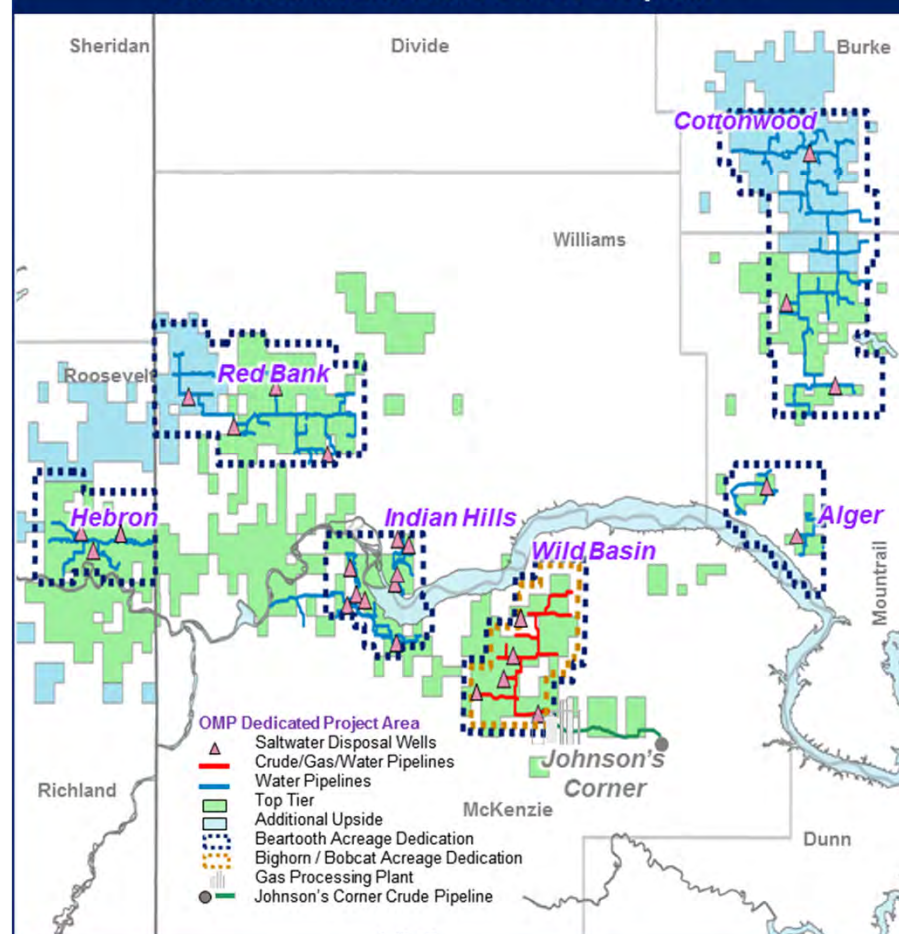 Sheridan
Divide
Burke
Cottonwood
Williams
Roosevelt
Red Bank
Hebron
Indian Hills
Alger
Wild Basin
Mountrail
OMP Dedicated Project Area
Saltwater Disposal Wells
Crude/Gas/Water Pipelines
Water Pipelines
Top Tier
Additional Upside
Beartooth Acreage Dedication
Bighorn / Bobcat Acreage Dedication
Gas Processing Plant
Johnson's Corner Crude Pipeline
Johnson's
Corner
Richland
McKenzie
Dunn